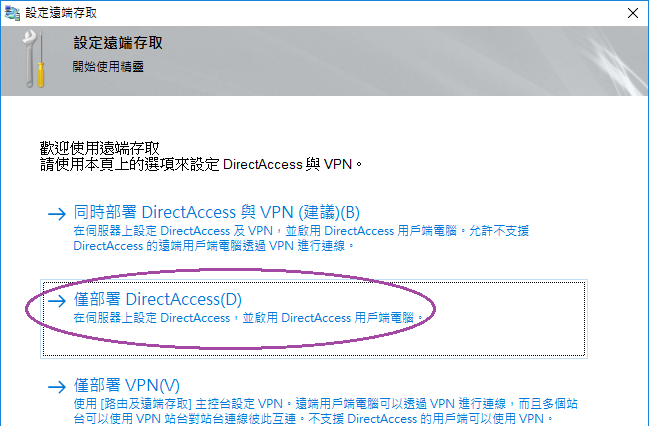 設定遠端存取
設定遠端存取
開始使用精靈
歡迎使用遠端存取
請使用本頁上的選項來設定 DirectAccess 與 VPN。
同時部署 DirectAccess 與 VPN (建議)(B)
在伺服器上設定 DirectAccess 及 VPN，並啟用 DirectAccess 用戶端電腦。允許不支援
DirectAccess 的遠端用戶端電腦透過 VPN 進行連線。
僅部署 DirectAccess(D)
在伺服器上設定 DirectAccess，並啟用 DirectAccess 用戶端電腦。
僅部署 VPN(V)
使用 [路由及遠端存取] 主控台設定 VPN。遠端用戶端電腦可以透過 VPN 進行連線，而且多個站
台可以使用 VPN 站台對站台連線彼此互連。不支援 DirectAccess 的用戶端可以使用 VPN。